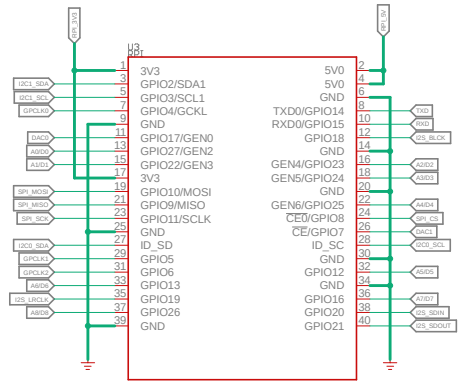 RPI_3V3
RPI_5V
U3
RPI
1 3V3 5V0 2
I2C1_SDA 3 GPIO2/SDA1 5V0 4
I2C1_SCL 5 GPIO3/SCL1 GND 6
GPCLK0 7 GPIO4/GCKL TXD0/GPIO14 8 TXD
9 GND RXD0/GPIO15 10 RXD
DAC0 11 GPIO17/GEN0 GPIO18 12 I2S_BLCK
A0/D0 13 GPIO27/GEN2 GND 14
A1/D1 15 GPIO22/GEN3 GEN4/GPIO23 16 A2/D2
17 3V3 GEN5/GPIO24 18 A3/D3
SPI_MOSI 19 GPIO10/MOSI GND 20
SPI_MISO 21 GPIO9/MISO GEN6/GPIO25 22 A4/D4
SPI_SCK 23 GPIO11/SCLK CE0/GPIO8 24 SPI_CS
25 GND CE/GPIO7 26 DAC1
I2C0_SDA 27 ID_SD ID_SC 28 I2C0_SCL
GPCLK1 29 GPIO5 GND 30
GPCLK2 31 GPIO6 GPIO12 32 A5/D5
A6/D6 33 GPIO13 GND 34
I2S_LRCLK 35 GPIO19 GPIO16 36 A7/D7
A8/D8 37 GPIO26 GPIO20 38 I2S_SDIN
39 GND GPIO21 40 I2S_SDOUT